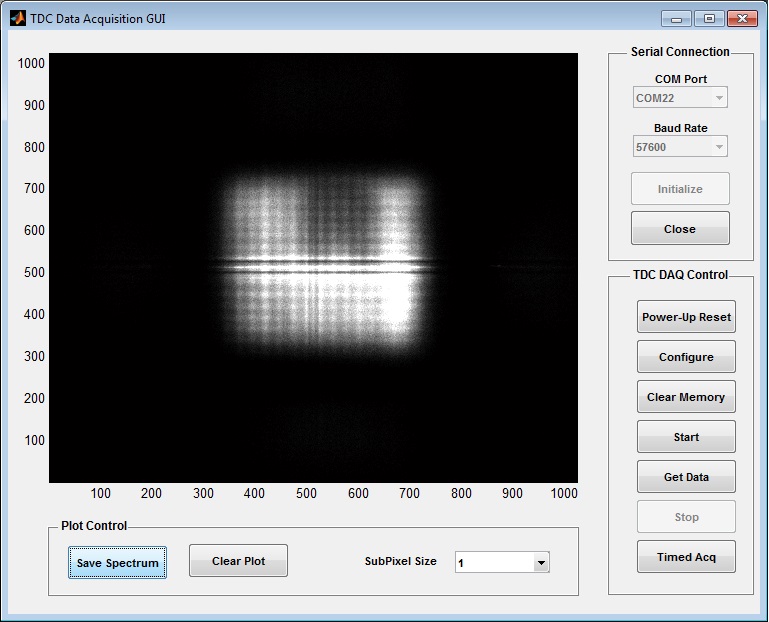 TDC Data Acquisition GUI
1000
900
800
700
600
500
400
300
200
100
100 200 300 400 500 600 700 800 900 1000
Serial Connection
COM Port
COM22
Baud Rate
57600
Initialize
Close
TDC DAQ Control
Power-Up Reset
Configure
Clear Memory
Start
Get Data
Stop
Timed Acq
Plot Control
Save Spectrum
Clear Plot
SubPixel Size
1